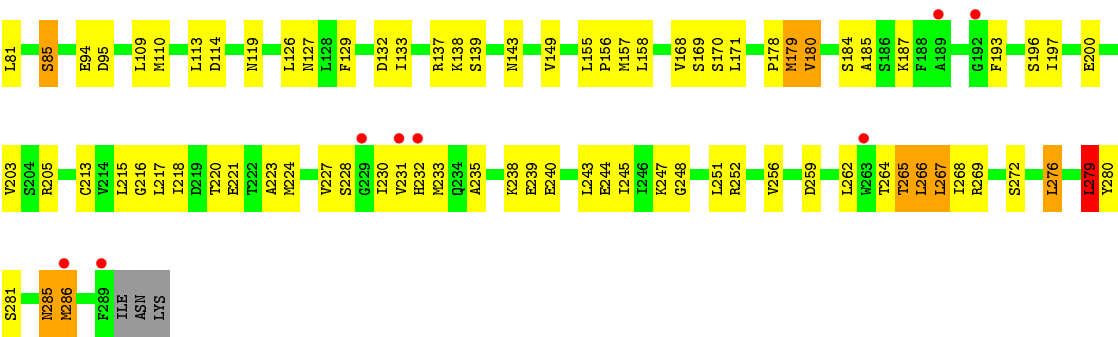 L81 S85 E94 D95 L109 M110 L113 D114 N119 L126 N127 L128 F129 D132 I133 R137 K138 S139 N143 V149 L155 P156 M157 L158 V168 S169 S170 L171 P178 M179 V180 S184 A185 S186 K187 F188 A189 G192 F193 S196 I197 E200
V203 S204 R205 C213 V214 L215 G216 L217 I218 D219 T220 E221 T222 A223 M224 V227 S228 G229 I230 V231 H232 M233 Q234 A235 K238 E239 E240 L243 E244 I245 I246 K247 G248 L251 R252 V256 D259 L262 W263 T264 T265 L266 L267 I268 R269 S272 L276 L279 Y280
S281 N285 M286 F289 ILE ASN LYS